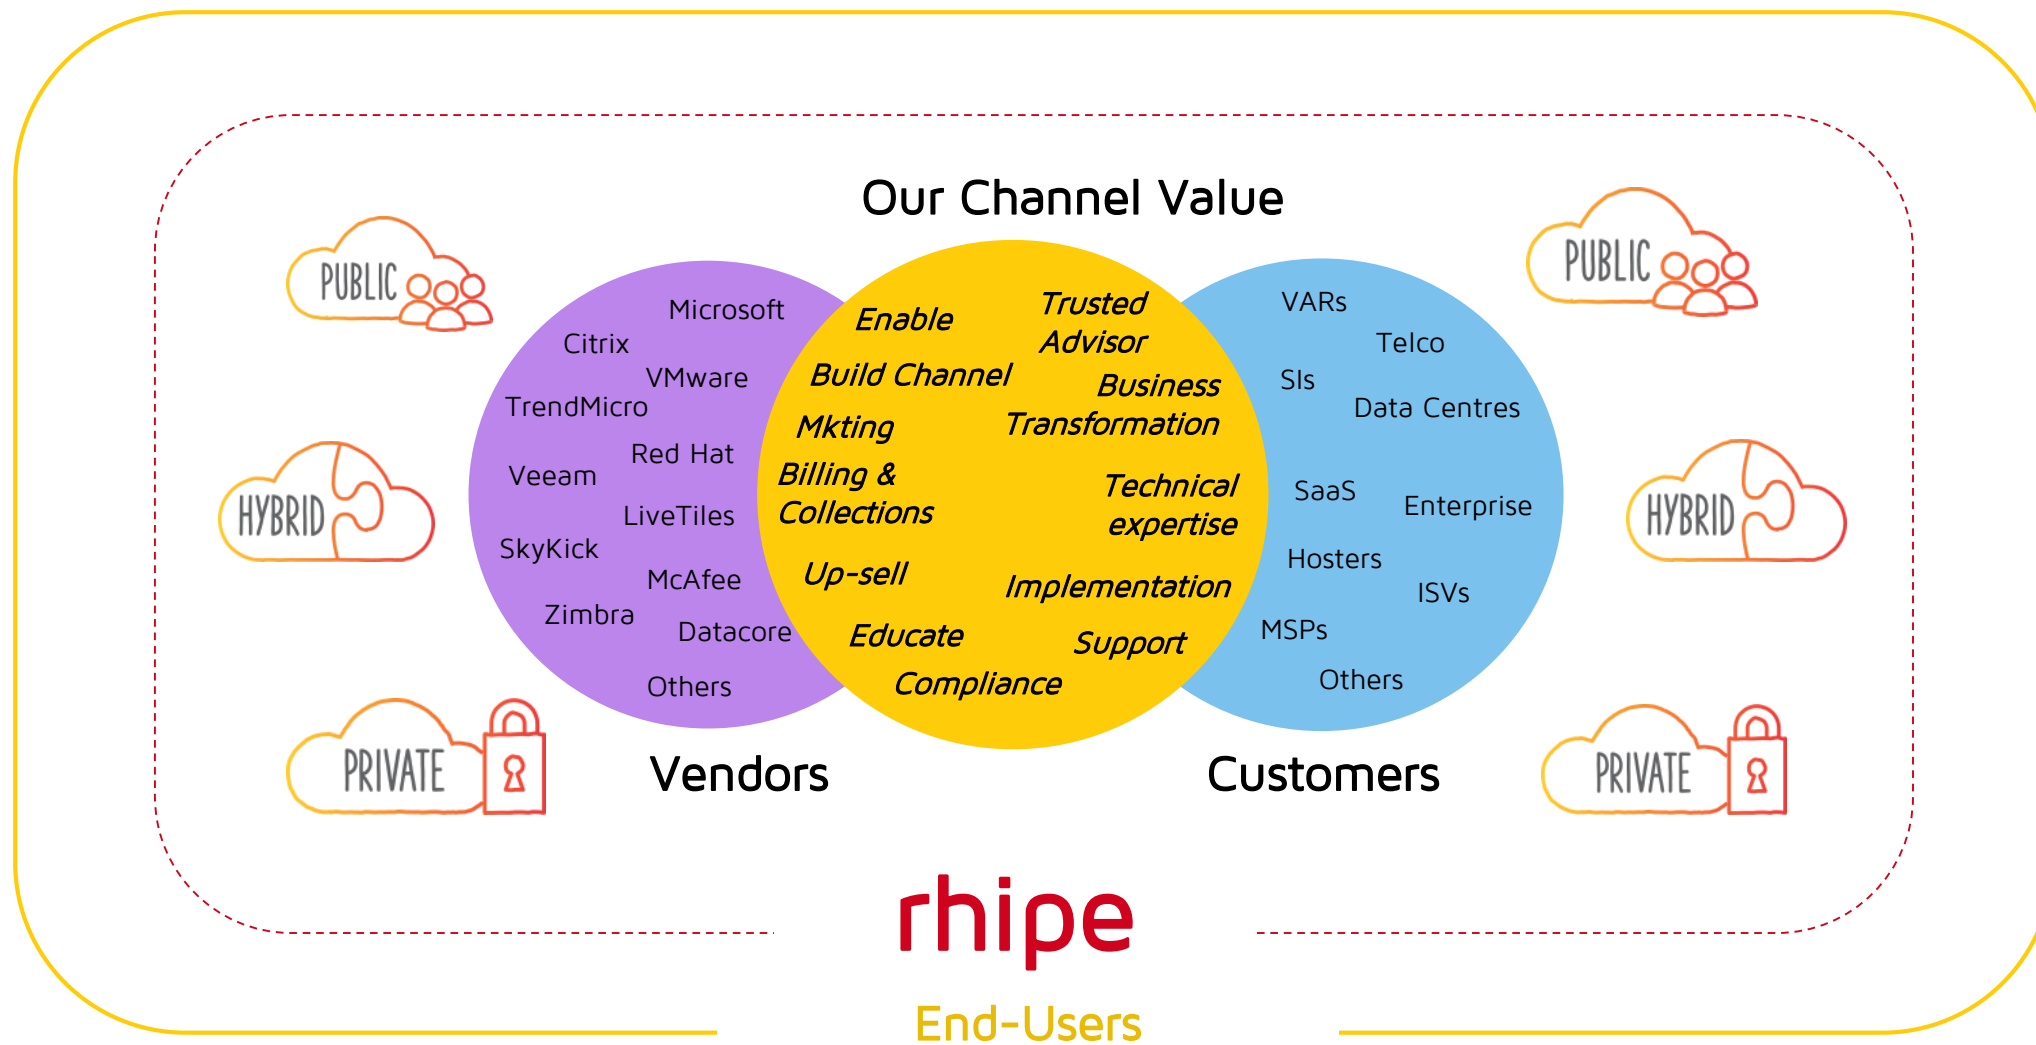 Our Channel Value
PUBLIC
HYBRID
PRIVATE
Microsoft
Citrix
VMware
TrendMicro
Red Hat
Veeam
LiveTiles
SkyKick
McAfee
Zimbra
Datacore
Others
Vendors
Enable
Build Channel
Mkting
Billing &
Collections
Up-sell
Educate
Compliance
Trusted
Advisor
Business
Transformation
Technical
expertise
Implementation
Support
VARs
Telco
SIs
Data Centres
SaaS
Enterprise
Hosters
ISVs
MSPs
Others
Customers
PUBLIC
HYBRID
PRIVATE
rhipe
End-Users